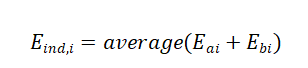 E_{ind,i} = average(E_{ai} + E_{bi})